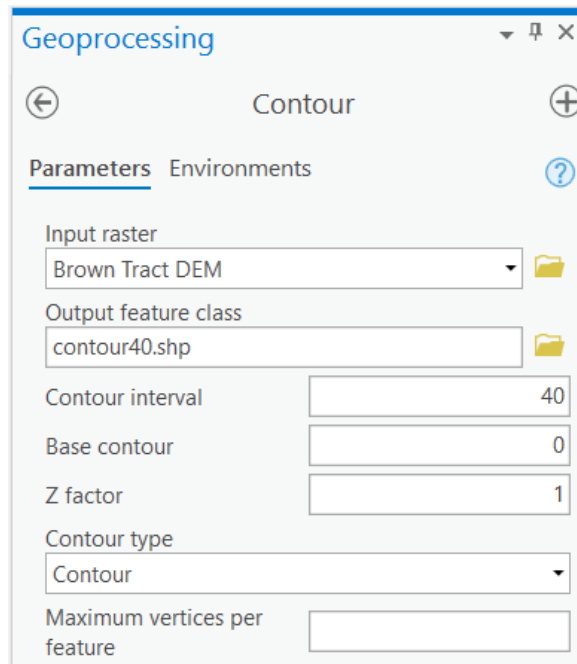 Geoprocessing
Contour
Parameters Environments
?
Input raster
Brown Tract DEM
Output feature class
contour40.shp
Contour interval 40
Base contour 0
Z factor 1
Contour type
Contour
Maximum vertices per
feature